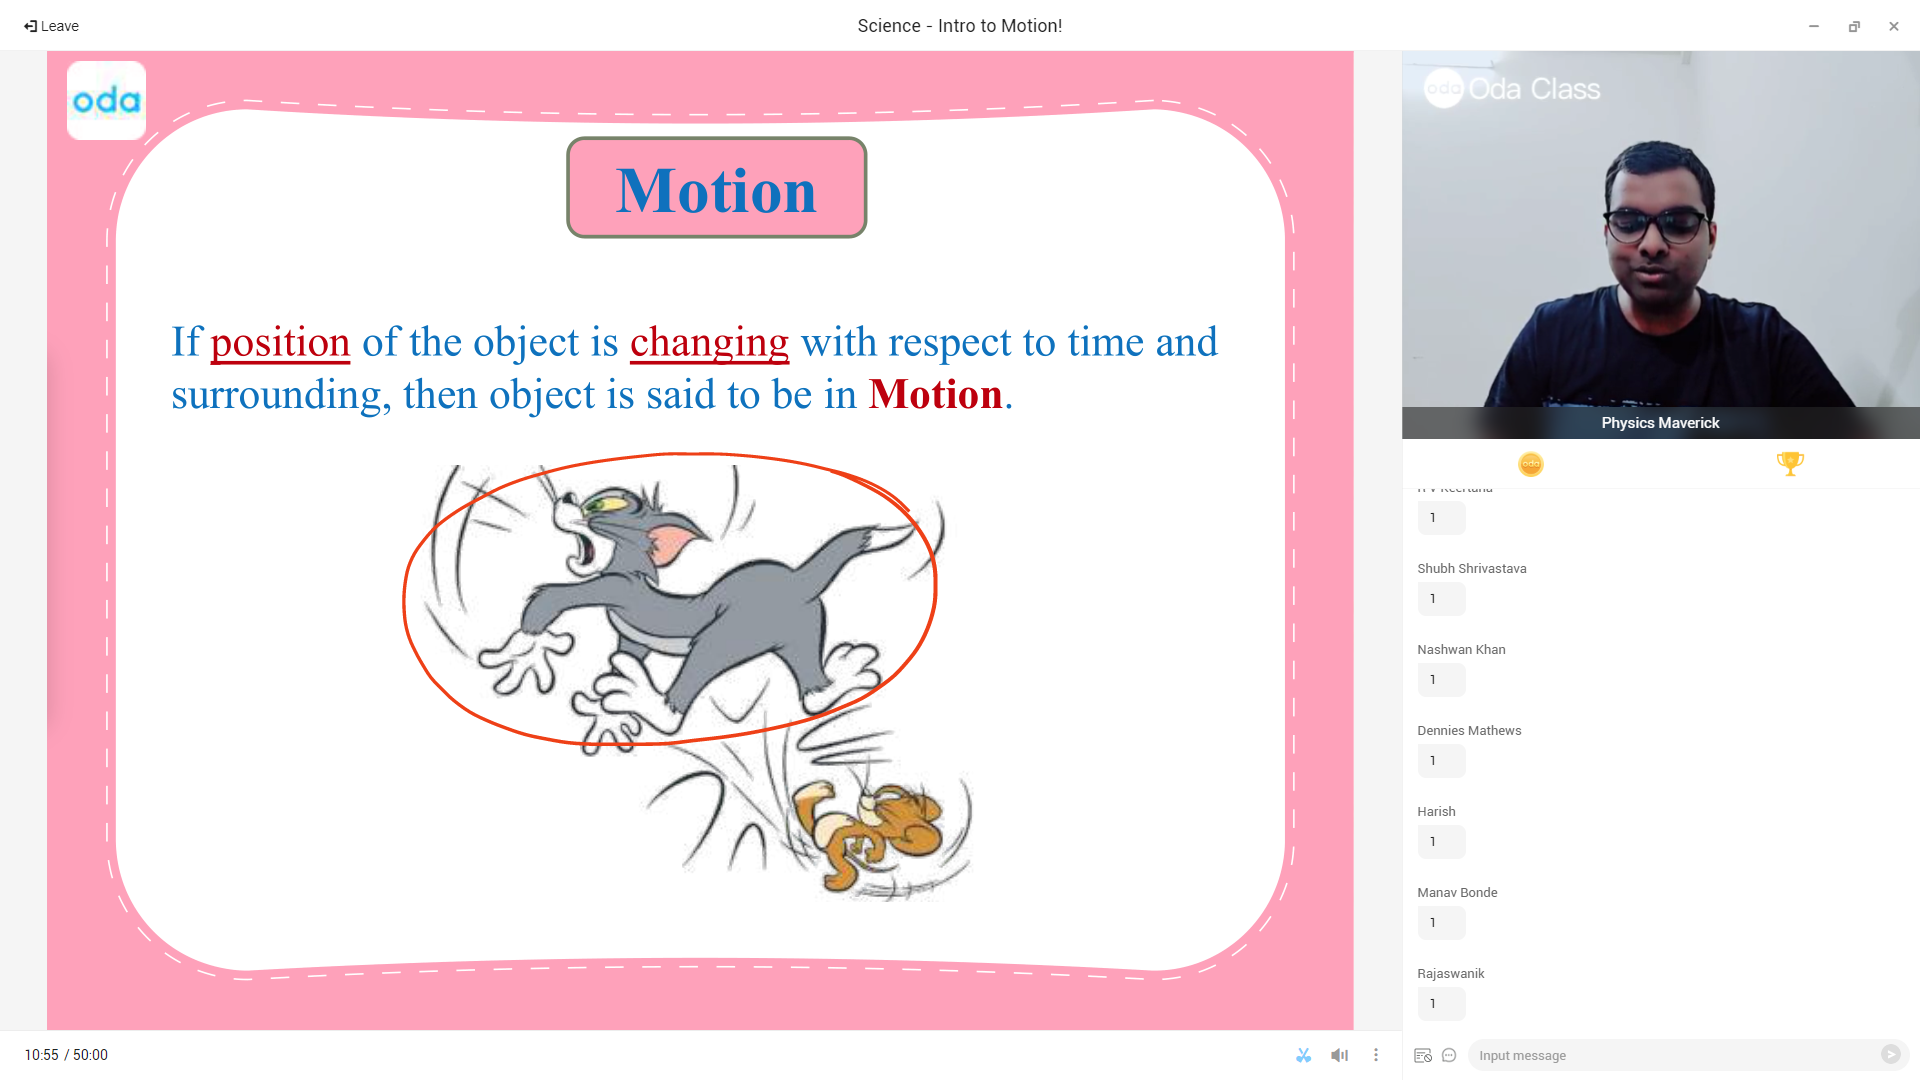 Leave
Science - Intro to Motion!
oda
Motion
If position of the object is changing with respect to time and
surrounding, then object is said to be in Motion.
oda Oda Class
Physics Maverick
oda
1
Shubh Shrivastava
1
Nashwan Khan
1
Dennies Mathews
1
Harish
1
Manav Bonde
1
Rajaswanik
1
10:55 / 50:00
Input message